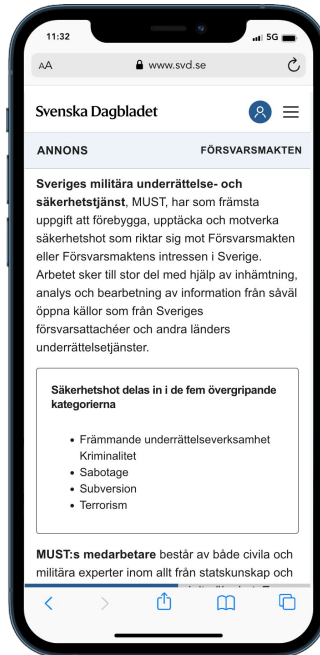 11:32
5G
AA
www.svd.se
Svenska Dagbladet
ANNONS
FÖRSVARSMAKTEN
Sveriges militära underrättelse- och
säkerhetstjänst, MUST, har som främsta
uppgift att förebygga, upptäcka och motverka
säkerhetshot som riktar sig mot Försvarsmakten
eller Försvarsmaktens intressen i Sverige.
Arbetet sker till stor del med hjälp av inhämtning,
analys och bearbetning av information från såväl
öppna källor som från Sveriges
försvarsattachéer och andra länders
underrättelsetjänster.
Säkerhetshot delas in i de fem övergripande
kategorierna
• Främmande underrättelseverksamhet
Kriminalitet
• Sabotage
• Subversion
• Terrorism
MUST:s medarbetare består av både civila och
militära experter inom allt från statskunskap och